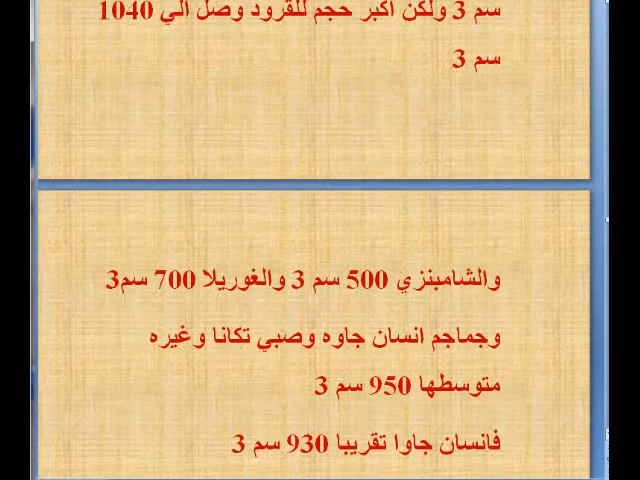 سم 3 ولكن اكبر حجم للقرود وصل الي 1040
سم 3
والشامبنزي 500 سم 3 والغوريلا 700 سم3
وجماجم انسان جاوه وصبي تكانا وغيره
متوسطها 950 سم 3
فانسان جاوا تقريبا 930 سم 3